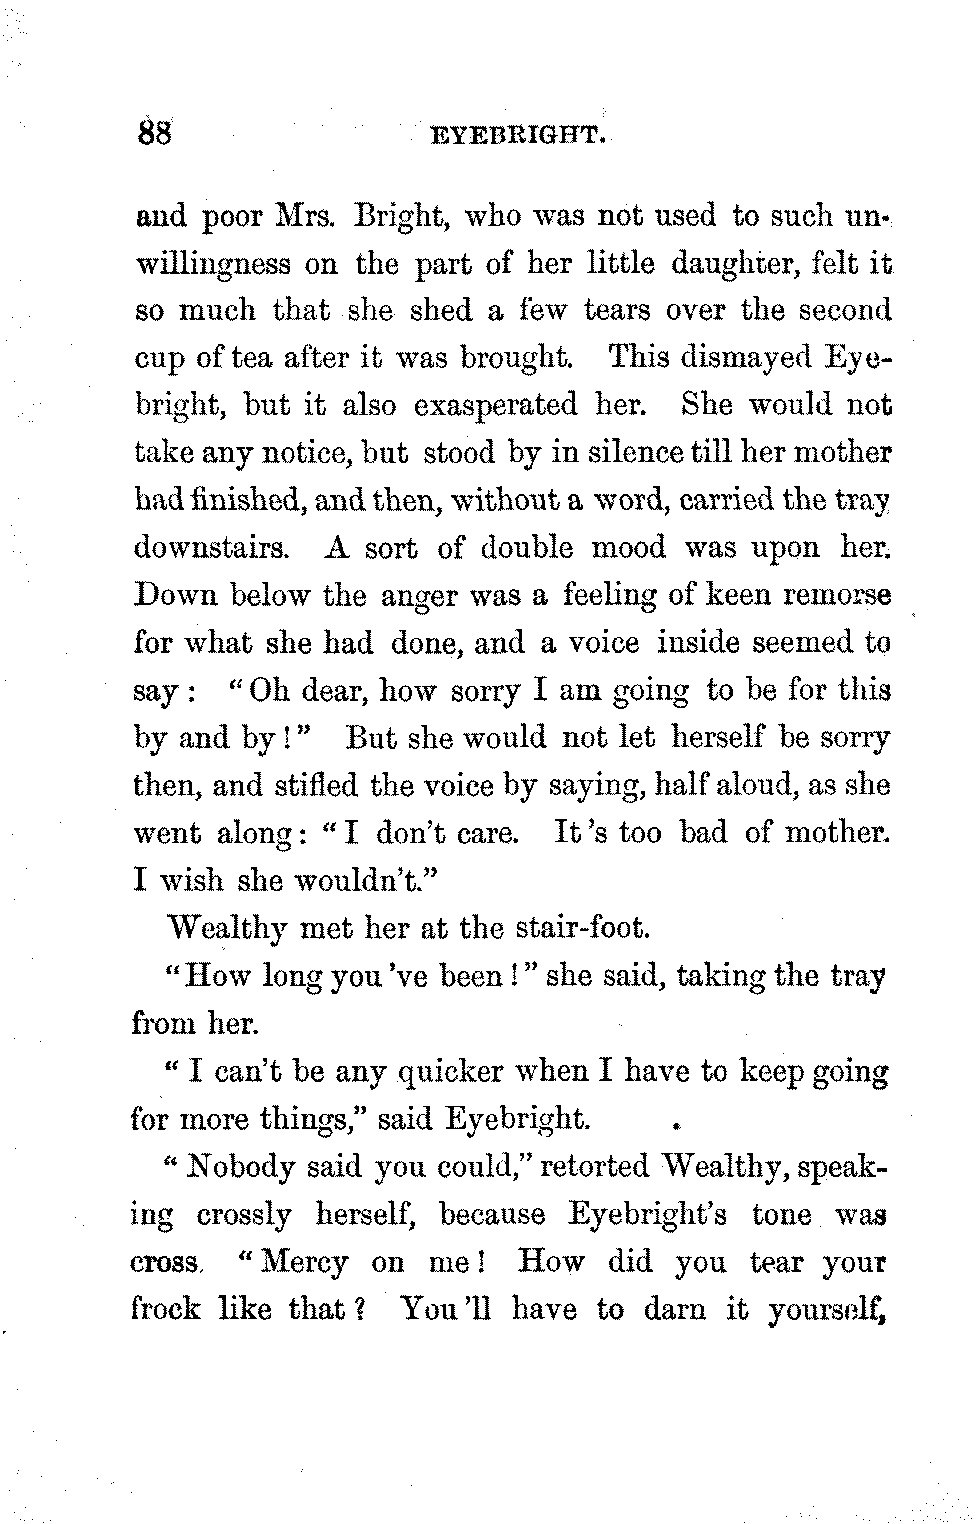 88 EYEBRIGHT.
and poor Mrs. Bright, who was not used to such un-
willingness on the part of her little daughter, felt it
so much that she shed a few tears over the second
cup of tea after it was brought. This dismayed Eye-
bright, but it also exasperated her. She would not
take any notice, but stood by in silence till her mother
had finished, and then, without a word, carried the tray
downstairs. A sort of double mood was upon her.
Down below the anger was a feeling of keen remorse
for what she had done, and a voice inside seemed to
say : "Oh dear, how sorry I am going to be for this
by and by!" But she would not let herself be sorry
then, and stifled the voice by saying, half aloud, as she
went along: "I don't care. It's too bad of mother.
I wish she wouldn't."
Wealthy met her at the stair-foot.
"How long you've been!" she said, taking the tray
from her.
"I can't be any quicker when I have to keep going
for more things," said Eyebright.
"Nobody said you could," retorted Wealthy, speak-
ing crossly herself, because Eyebright's tone was
cross. "Mercy on me! How did you tear your
frock like that? You'll have to darn it yourself,